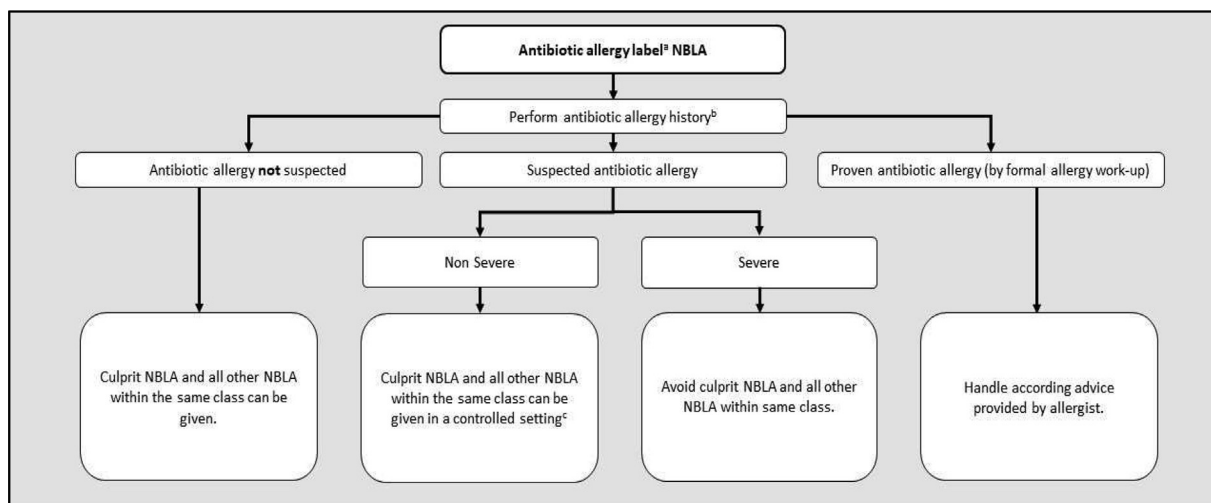 Antibiotic allergy labelᵃ NBLA
Perform antibiotic allergy historyᵇ
Antibiotic allergy not suspected
Suspected antibiotic allergy
Proven antibiotic allergy (by formal allergy work-up)
Non Severe
Severe
Culprit NBLA and all other NBLA
within the same class can be
given.
Culprit NBLA and all other NBLA
within the same class can be
given in a controlled settingᶜ
Avoid culprit NBLA and all other
NBLA within same class.
Handle according advice
provided by allergist.